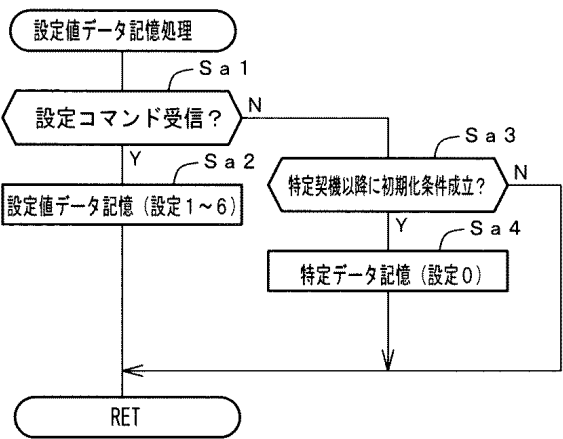 設定値データ記憶処理
Sa1
設定コマンド受信？
N
Y
Sa2
設定値データ記憶（設定1～6）
Sa3
特定契機以降に初期化条件成立？
N
Y
Sa4
特定データ記憶（設定0）
RET